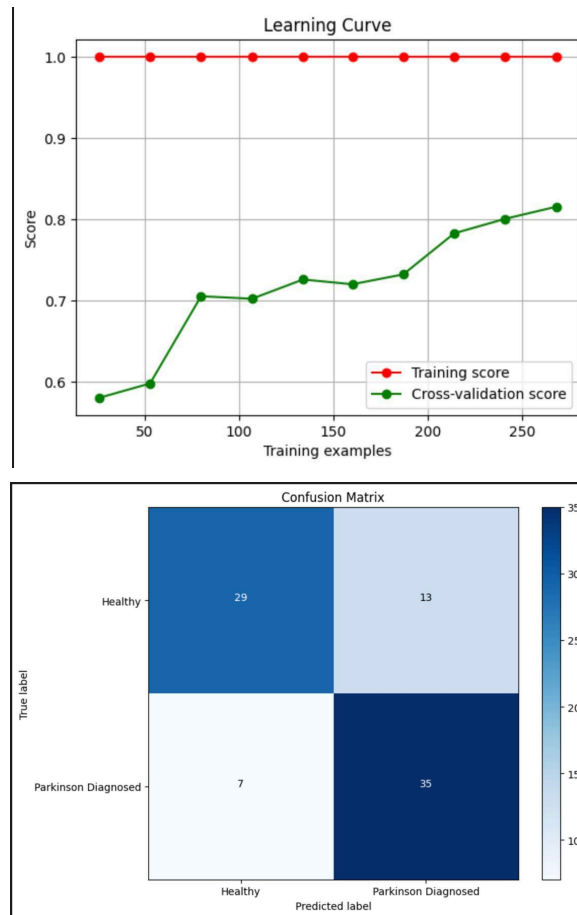 Learning Curve
1.0
0.9
0.8
0.7
0.6
Score
50
100
150
200
250
Training examples
Training score
Cross-validation score
Confusion Matrix
Healthy
Parkinson Diagnosed
True label
29
13
7
35
Healthy
Parkinson Diagnosed
Predicted label
35
30
25
20
15
10